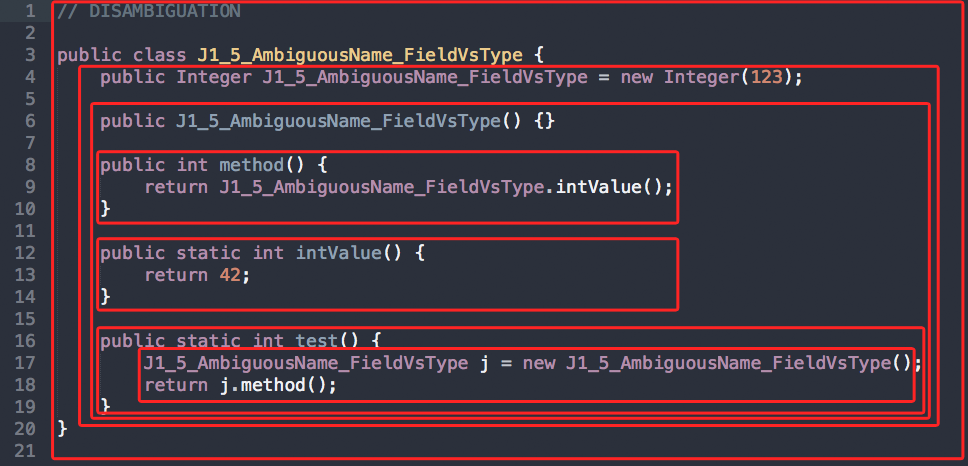 1 // DISAMBIGUATION
2
3 public class J1_5_AmbiguousName_FieldVsType {
4 public Integer J1_5_AmbiguousName_FieldVsType = new Integer(123);
5
6 public J1_5_AmbiguousName_FieldVsType() {}
7
8 public int method() {
9 return J1_5_AmbiguousName_FieldVsType.intValue();
10 }
11
12 public static int intValue() {
13 return 42;
14 }
15
16 public static int test() {
17 J1_5_AmbiguousName_FieldVsType j = new J1_5_AmbiguousName_FieldVsType();
18 return j.method();
19 }
20 }
21